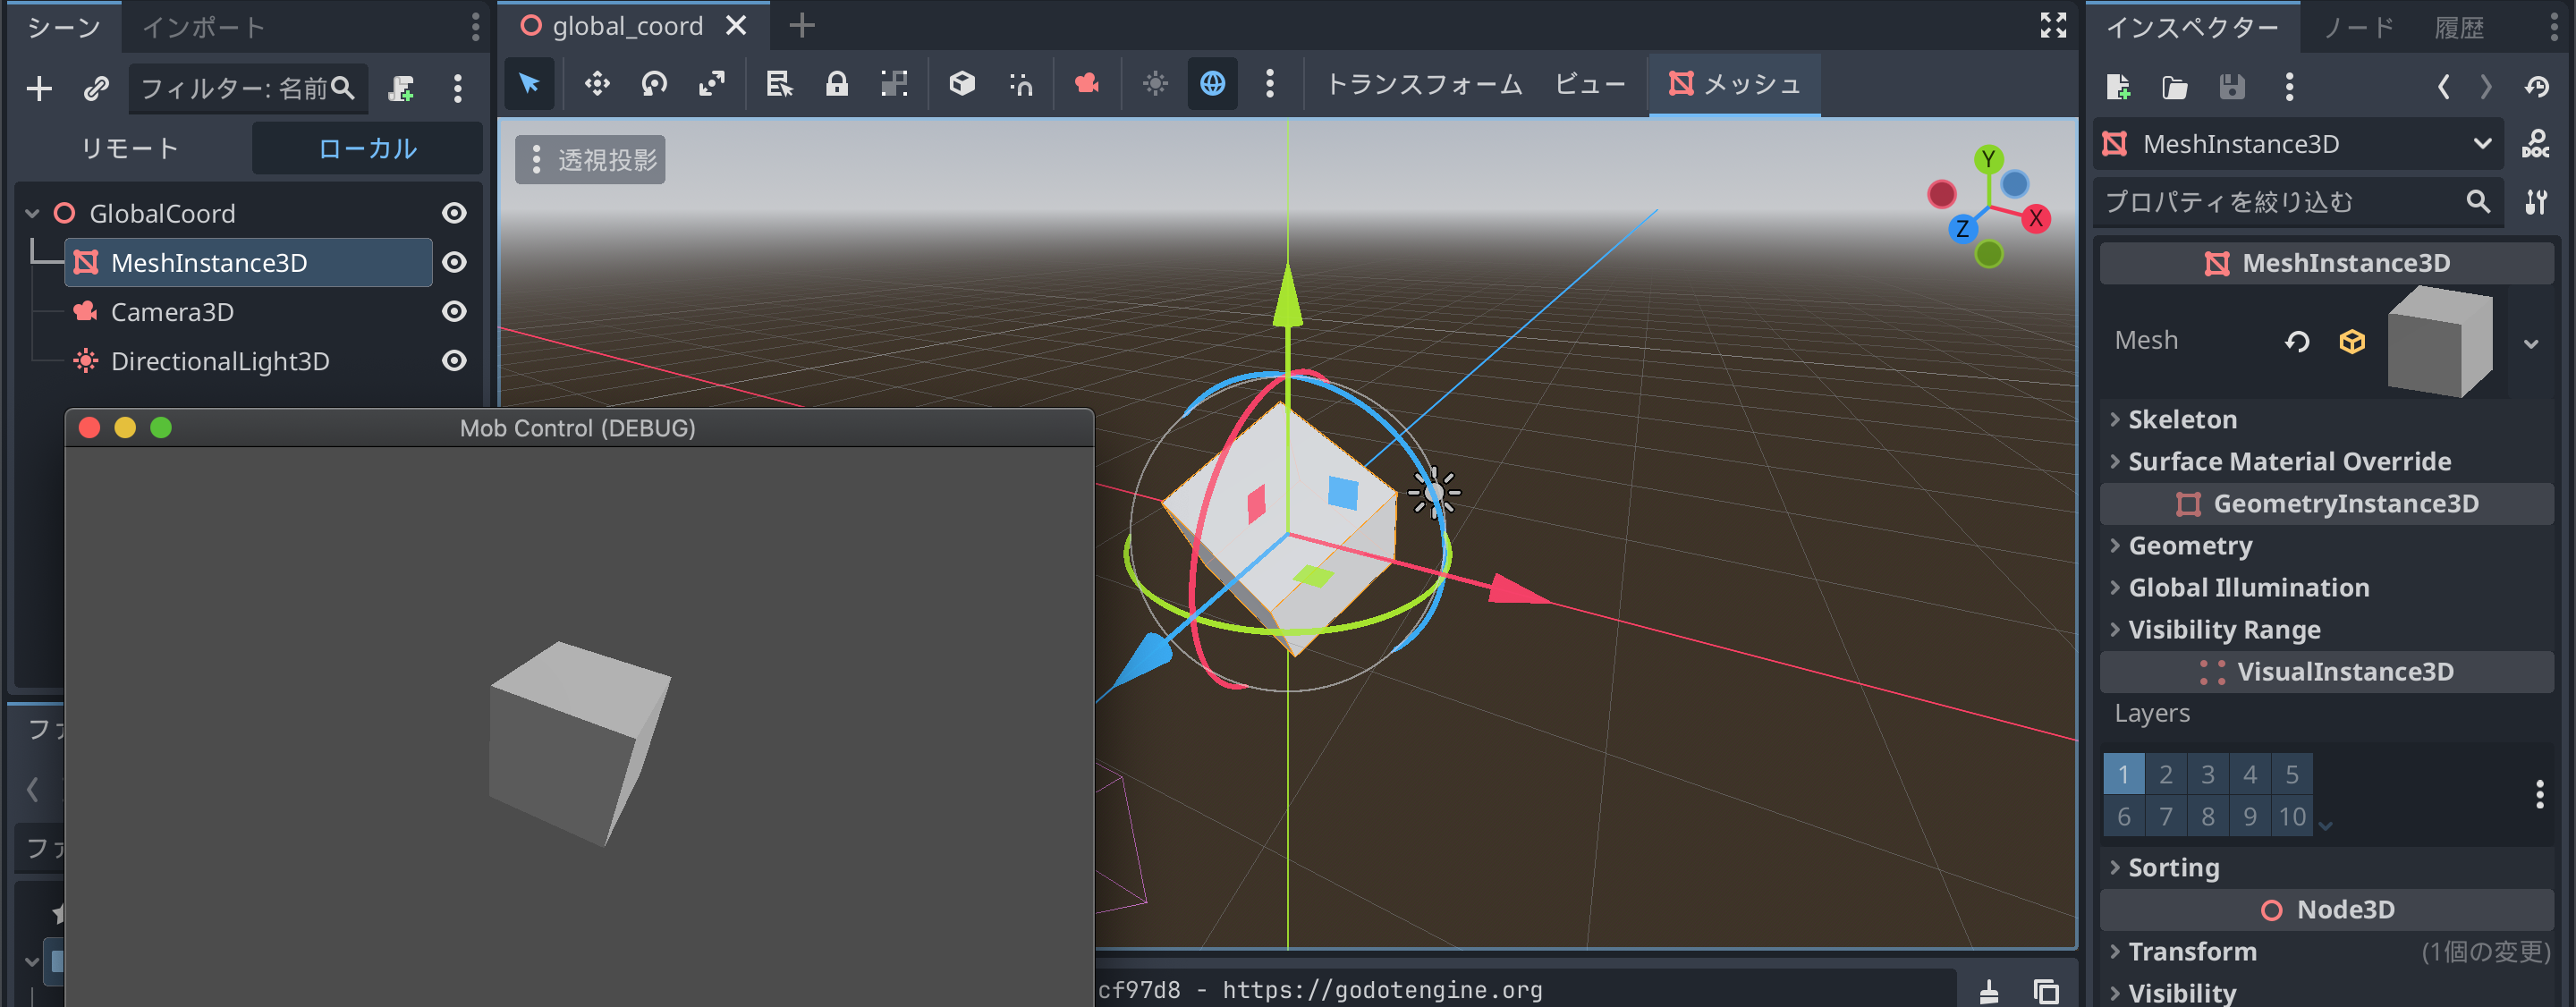 シーン
インポート
global_coord
インスペクター
ノード
履歴
フィルター: 名前
トランスフォーム
ビュー
メッシュ
リモート
ローカル
透視投影
MeshInstance3D
DOC
プロパティを絞り込む
GlobalCoord
MeshInstance3D
Camera3D
DirectionalLight3D
Y
X
Z
MeshInstance3D
Mesh
Skeleton
Surface Material Override
GeometryInstance3D
Geometry
Global Illumination
Visibility Range
VisualInstance3D
Layers
1 2 3 4 5
6 7 8 9 10
Sorting
Node3D
Transform
(1個の変更)
Visibility
Mob Control (DEBUG)
cf97d8 - https://godotengine.org